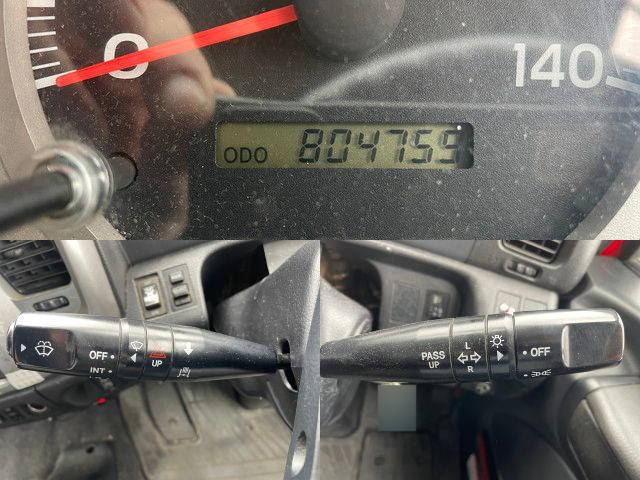 0
140
ODO 804759
OFF
INT
UP
PASS
UP
L
R
OFF